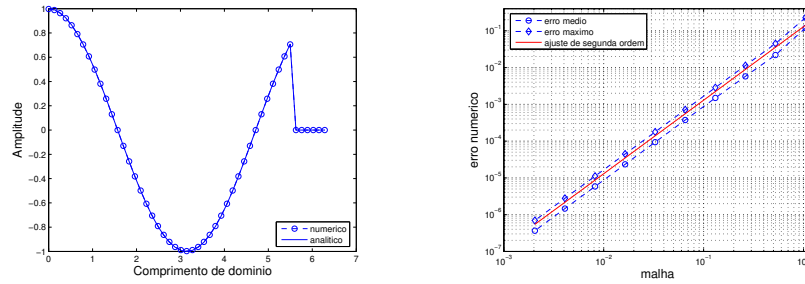 1
0.8
0.6
0.4
0.2
0
−0.2
−0.4
−0.6
−0.8
−1
0 1 2 3 4 5 6 7
Amplitude
Comprimento de dominio
numerico
analitico
erro medio
erro maximo
ajuste de segunda ordem
10⁻¹
10⁻²
10⁻³
10⁻⁴
10⁻⁵
10⁻⁶
10⁻⁷
10⁻³ 10⁻² 10⁻¹ 10⁰
erro numerico
malha